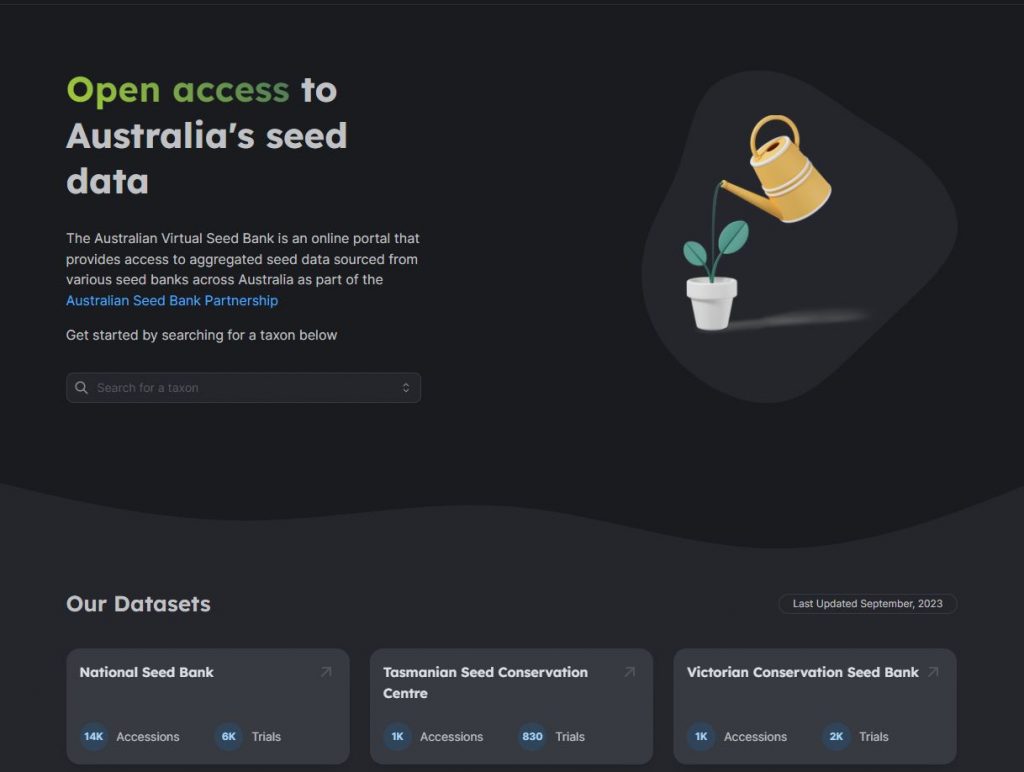 Open access to
Australia's seed
data
The Australian Virtual Seed Bank is an online portal that
provides access to aggregated seed data sourced from
various seed banks across Australia as part of the
Australian Seed Bank Partnership
Get started by searching for a taxon below
Search for a taxon
Our Datasets
Last Updated September, 2023
National Seed Bank
14K Accessions 6K Trials
Tasmanian Seed Conservation
Centre
1K Accessions 830 Trials
Victorian Conservation Seed Bank
1K Accessions 2K Trials